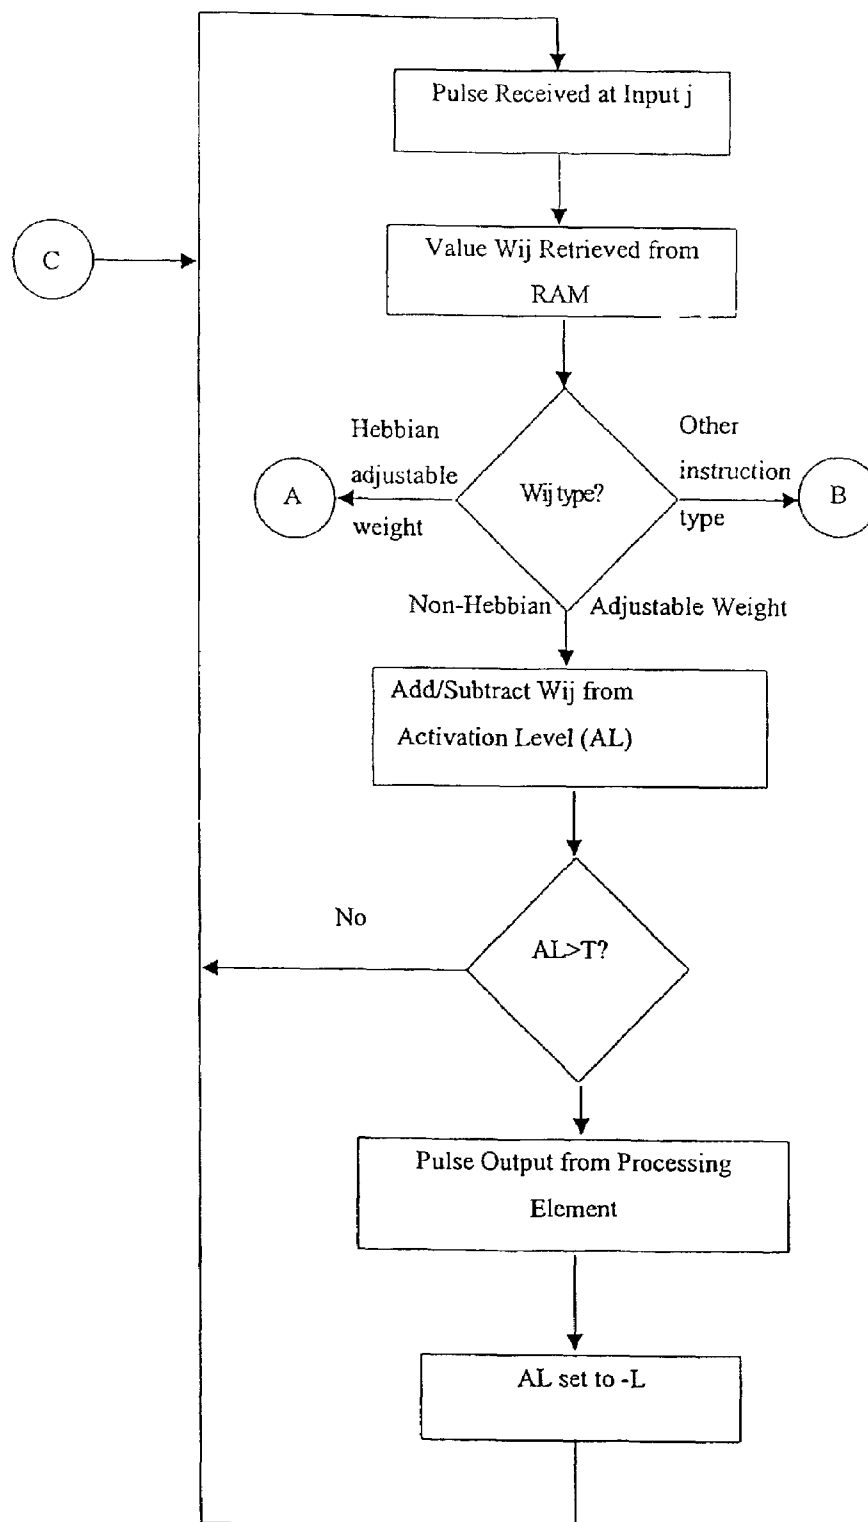 Pulse Received at Input j
Value Wij Retrieved from
RAM
C
Hebbian
adjustable
weight
A
Wij type?
Other
instruction
type
B
Non-Hebbian Adjustable Weight
Add/Subtract Wij from
Activation Level (AL)
No
AL>T?
Pulse Output from Processing
Element
AL set to -L